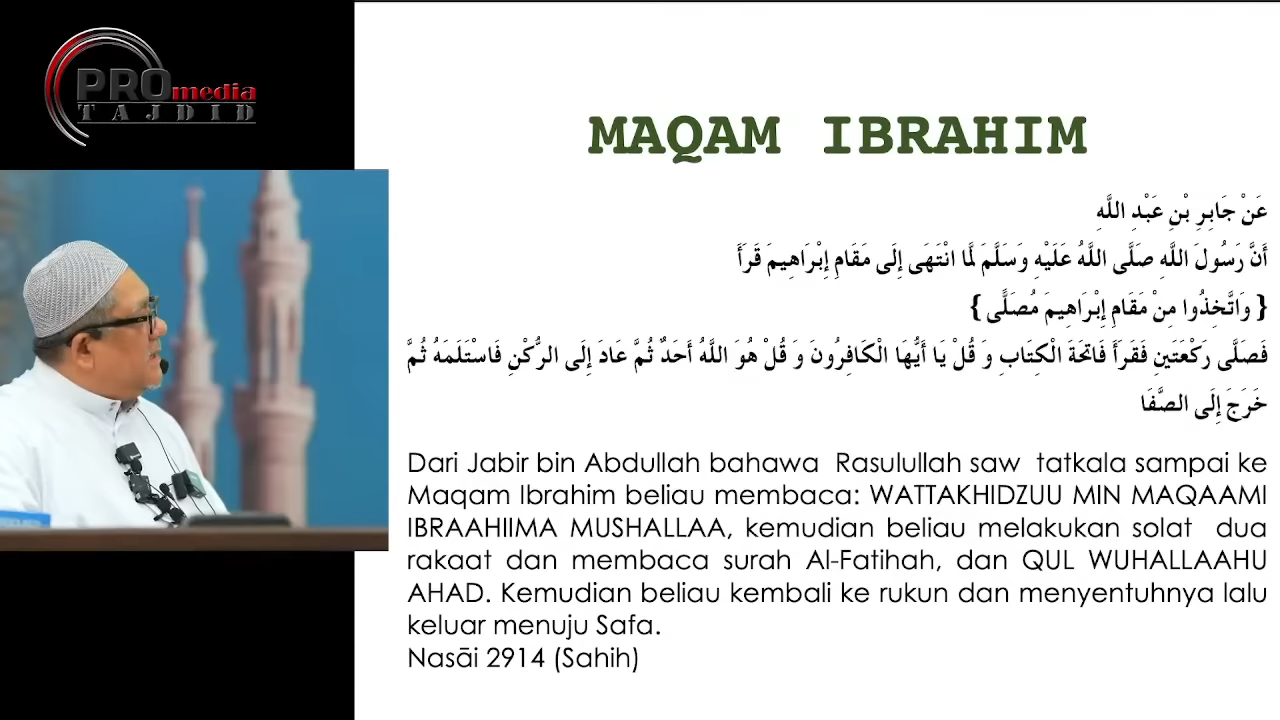 PROmedia
TAJDID
MAQAM IBRAHIM
عَنْ جَابِرِ بْنِ عَبْدِ اللَّهِ
أَنَّ رَسُولَ اللَّهِ صَلَّى اللَّهُ عَلَيْهِ وَسَلَّمَ لَمَّا انْتَهَى إِلَى مَقَامِ إِبْرَاهِيمَ قَرَأَ
{ وَاتَّخِذُوا مِنْ مَقَامِ إِبْرَاهِيمَ مُصَلًّى }
فَصَلَّى رَكْعَتَيْنِ فَقَرَأَ فَاتِحَةَ الْكِتَابِ وَ قُلْ يَا أَيُّهَا الْكَافِرُونَ وَ قُلْ هُوَ اللَّهُ أَحَدٌ ثُمَّ عَادَ إِلَى الرُّكْنِ فَاسْتَلَمَهُ ثُمَّ
خَرَجَ إِلَى الصَّفَا
Dari Jabir bin Abdullah bahawa Rasulullah saw tatkala sampai ke
Maqam Ibrahim beliau membaca: WATTAKHIDZUU MIN MAQAAMI
IBRAAHIIMA MUSHALLAA, kemudian beliau melakukan solat dua
rakaat dan membaca surah Al-Fatihah, dan QUL WUHALLAAHU
AHAD. Kemudian beliau kembali ke rukun dan menyentuhnya lalu
keluar menuju Safa.
Nasāi 2914 (Sahih)